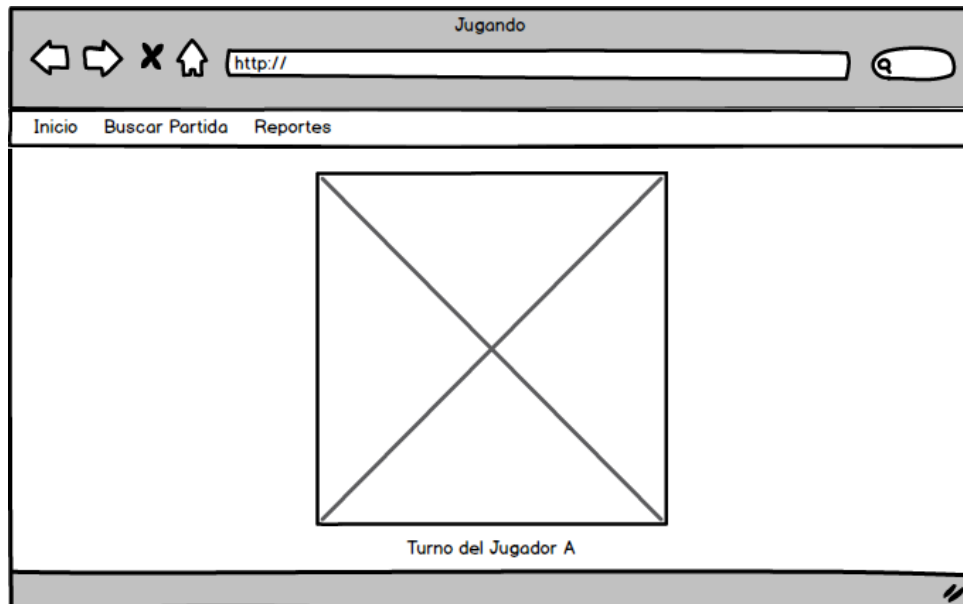 Jugando
http://
Inicio Buscar Partida Reportes
Turno del Jugador A